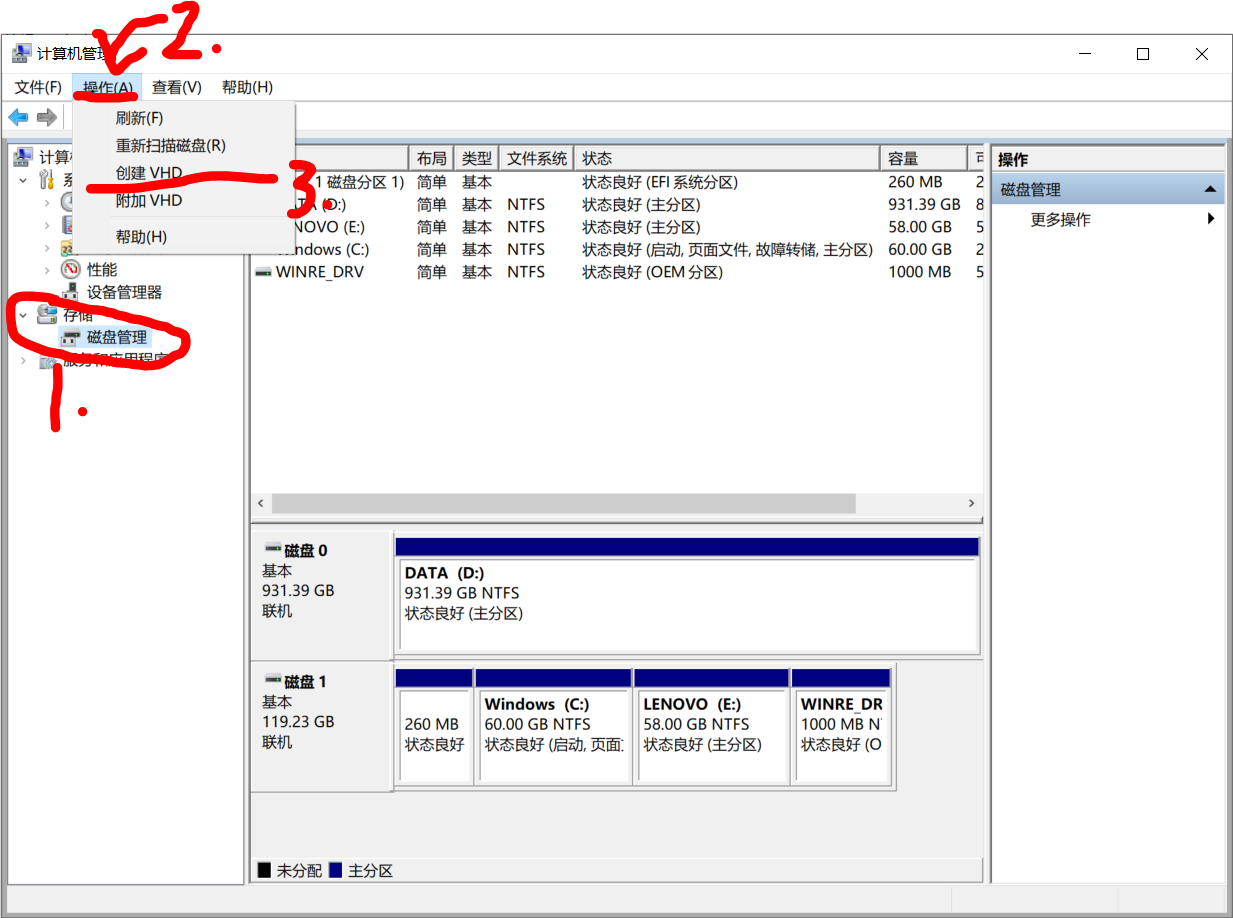 2.
计算机管理
文件(F) 操作(A) 查看(V) 帮助(H)
刷新(F)
重新扫描磁盘(R)
创建 VHD
附加 VHD
帮助(H)
3.
计算机
系
性能
设备管理器
存储
磁盘管理
服务和应用程序
1.
布局 类型 文件系统 状态 容量
1 磁盘分区 1) 简单 基本 状态良好 (EFI 系统分区) 260 MB 2
DATA (D:) 简单 基本 NTFS 状态良好 (主分区) 931.39 GB 8
LENOVO (E:) 简单 基本 NTFS 状态良好 (主分区) 58.00 GB 5
Windows (C:) 简单 基本 NTFS 状态良好 (启动, 页面文件, 故障转储, 主分区) 60.00 GB 2
WINRE_DRV 简单 基本 NTFS 状态良好 (OEM 分区) 1000 MB 5
操作
磁盘管理
更多操作
磁盘 0
基本
931.39 GB
联机
DATA (D:)
931.39 GB NTFS
状态良好 (主分区)
磁盘 1
基本
119.23 GB
联机
260 MB
状态良好
Windows (C:)
60.00 GB NTFS
状态良好 (启动, 页面
LENOVO (E:)
58.00 GB NTFS
状态良好 (主分区)
WINRE_DR
1000 MB N
状态良好 (O
未分配 主分区